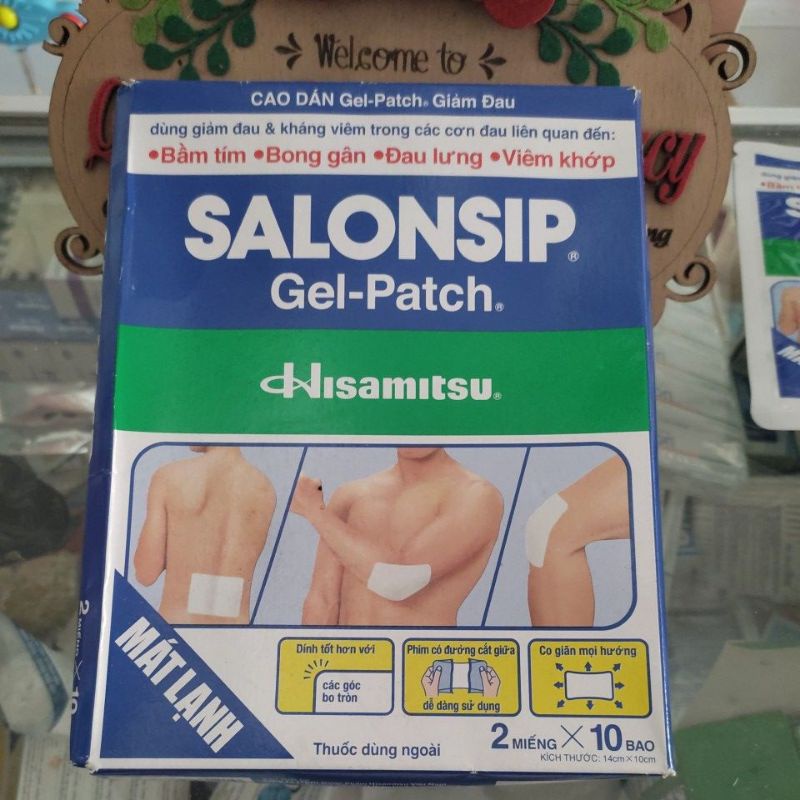 Welcome to
CAO DÁN Gel-Patch® Giảm Đau
dùng giảm đau & kháng viêm trong các cơn đau liên quan đến:
•Bầm tím •Bong gân •Đau lưng •Viêm khớp
SALONSIP®
Gel-Patch®
HISAMITSU®
MÁT LẠNH
2 MIẾNG X 10
Dính tốt hơn với
các góc
bo tròn
Phim có đường cắt giữa
dễ dàng sử dụng
Co giãn mọi hướng
Thuốc dùng ngoài
2 MIẾNG X 10 BAO
KÍCH THƯỚC: 14cm x 10cm